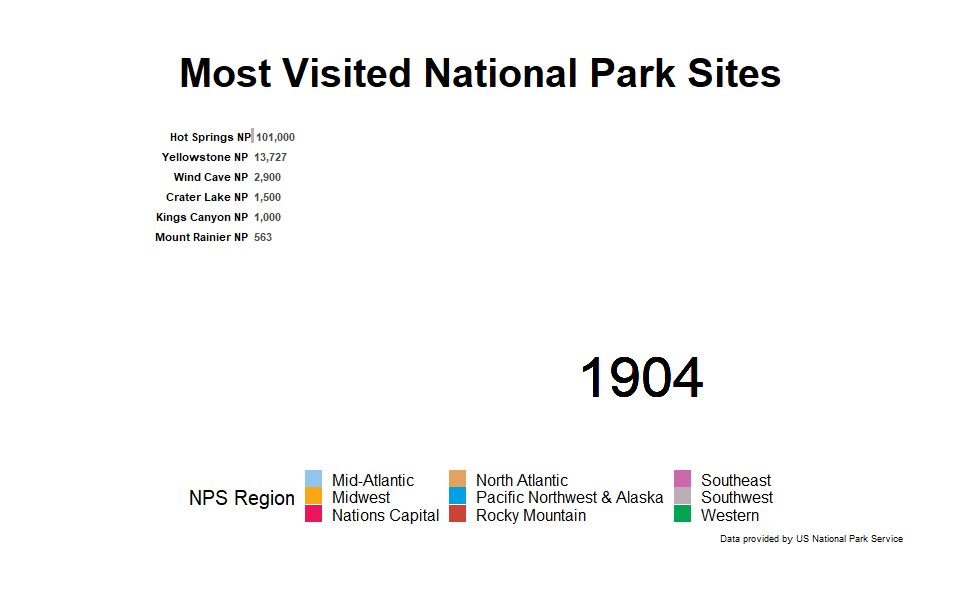 Most Visited National Park Sites
Hot Springs NP 101,000
Yellowstone NP 13,727
Wind Cave NP 2,900
Crater Lake NP 1,500
Kings Canyon NP 1,000
Mount Rainier NP 563
1904
NPS Region
Mid-Atlantic
Midwest
Nations Capital
North Atlantic
Pacific Northwest & Alaska
Rocky Mountain
Southeast
Southwest
Western
Data provided by US National Park Service